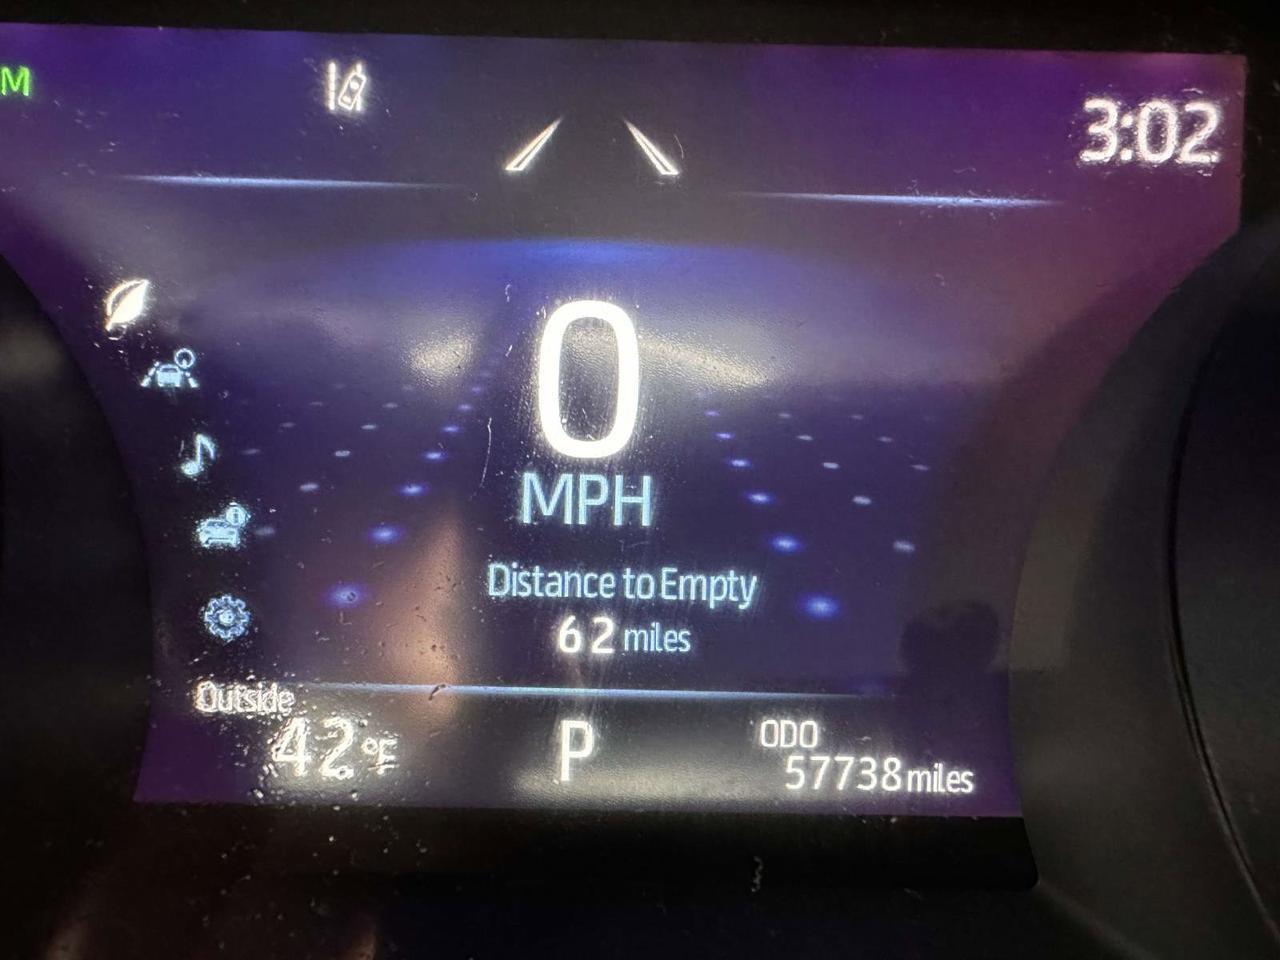 M
3:02
0
MPH
Distance to Empty
62 miles
Outside
42°F
P
ODO
57738 miles